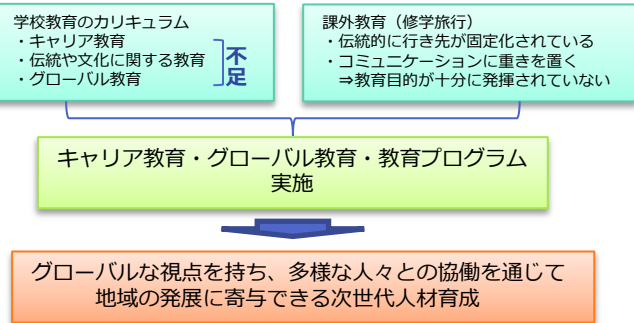 学校教育のカリキュラム
・キャリア教育
・伝統や文化に関する教育
・グローバル教育
不足
課外教育（修学旅行）
・伝統的に行き先が固定化されている
・コミュニケーションに重きを置く
⇒教育目的が十分に発揮されていない
キャリア教育・グローバル教育・教育プログラム
実施
グローバルな視点を持ち、多様な人々との協働を通じて
地域の発展に寄与できる次世代人材育成